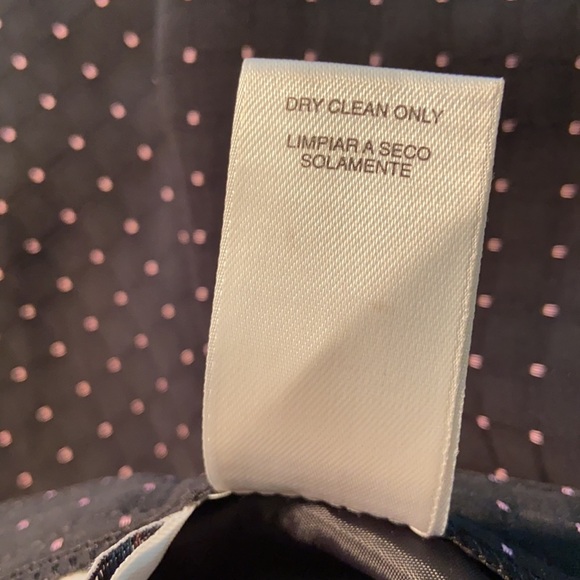 DRY CLEAN ONLY
LIMPIAR A SECO
SOLAMENTE